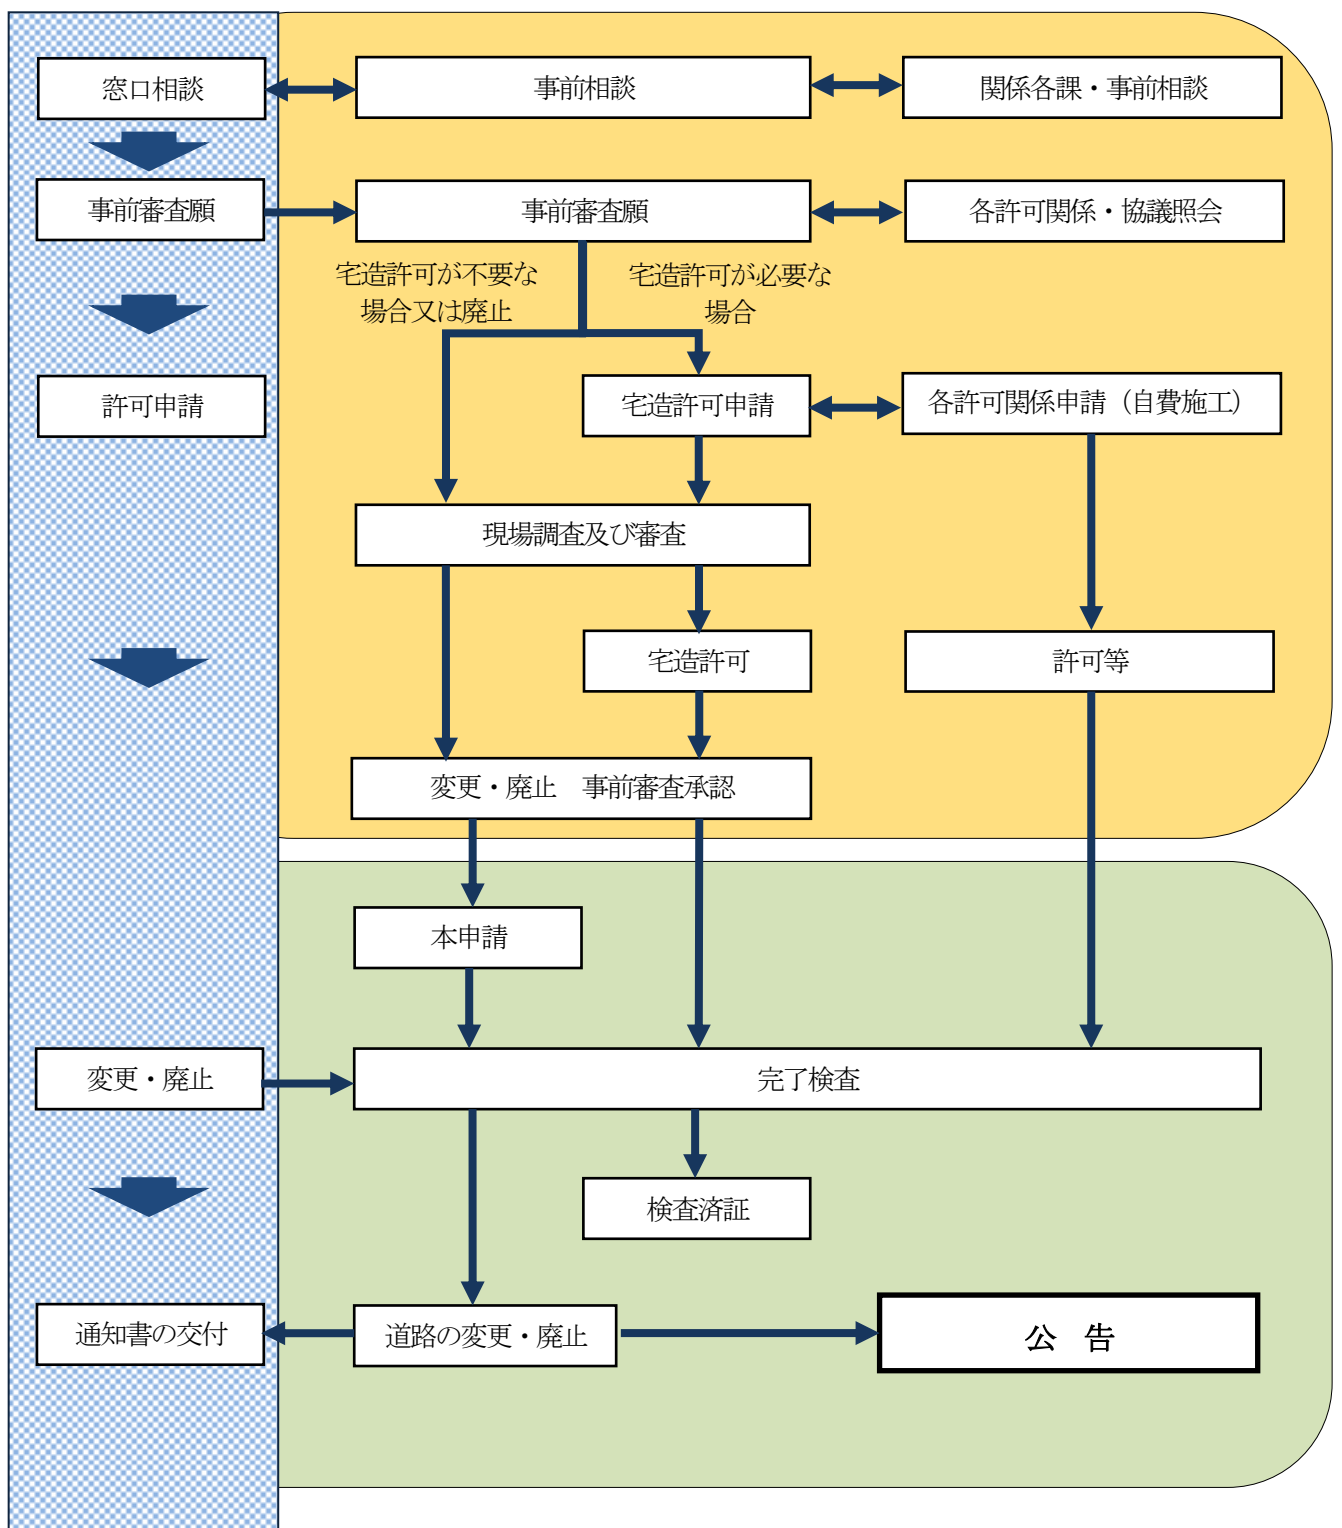 窓口相談
事前相談
関係各課・事前相談
事前審査願
事前審査願
各許可関係・協議照会
宅造許可が不要な
場合又は廃止
宅造許可が必要な
場合
許可申請
宅造許可申請
各許可関係申請（自費施工）
現場調査及び審査
宅造許可
許可等
変更・廃止　事前審査承認
本申請
変更・廃止
完了検査
検査済証
通知書の交付
道路の変更・廃止
公　告